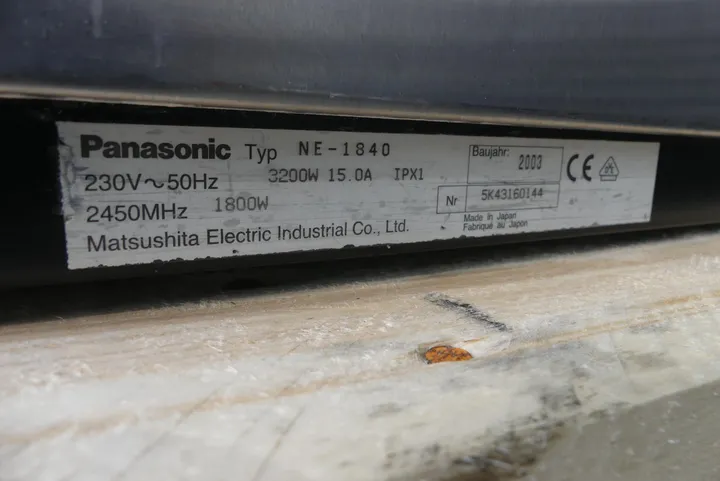 Panasonic Typ NE-1840
230V~50Hz 3200W 15.0A IPX1
2450MHz 1800W
Matsushita Electric Industrial Co., Ltd.
Baujahr: 2003
Nr 5K43160144
Made in Japan
Fabriqué au Japon
CE